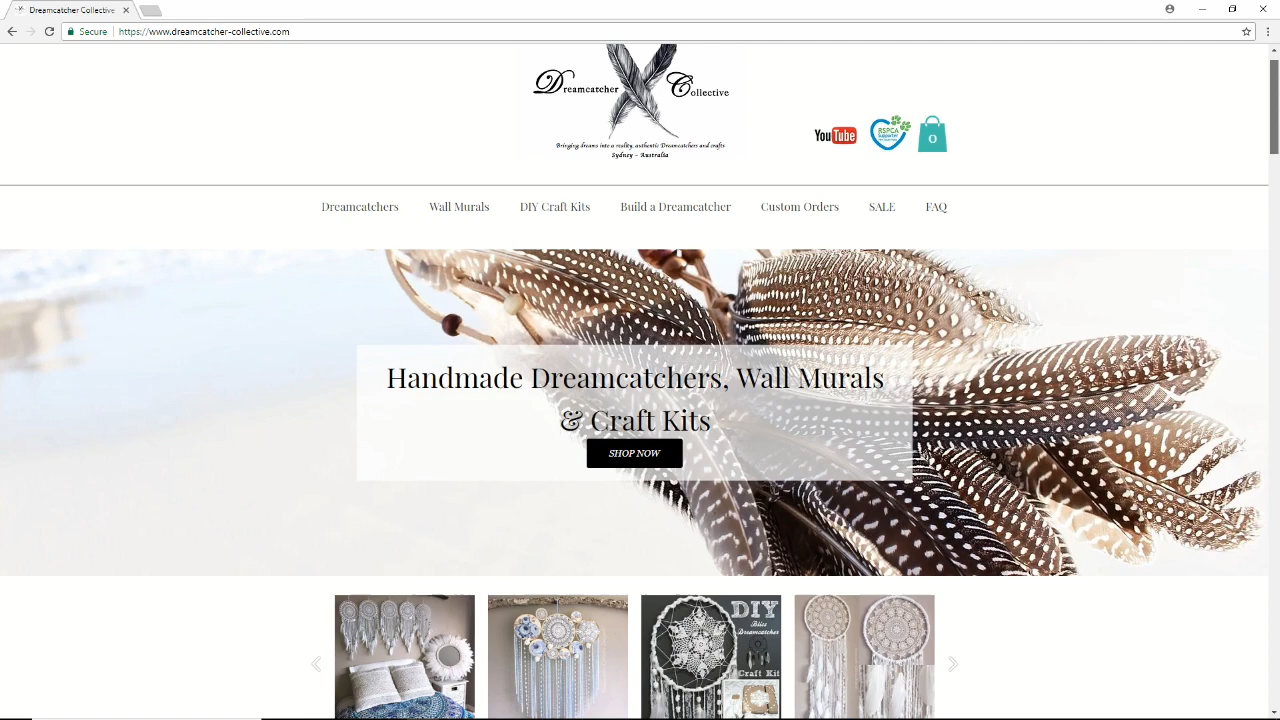 Dreamcatcher Collective
Secure
https://www.dreamcatcher-collective.com
Dreamcatcher Collective
Bringing dreams into a reality, authentic Dreamcatchers and crafts
Sydney - Australia
YouTube
RSPCA
Supporter
0
Dreamcatchers Wall Murals DIY Craft Kits Build a Dreamcatcher Custom Orders SALE FAQ
Handmade Dreamcatchers, Wall Murals
& Craft Kits
SHOP NOW
DIY
Bliss
Dreamcatcher
Craft Kit